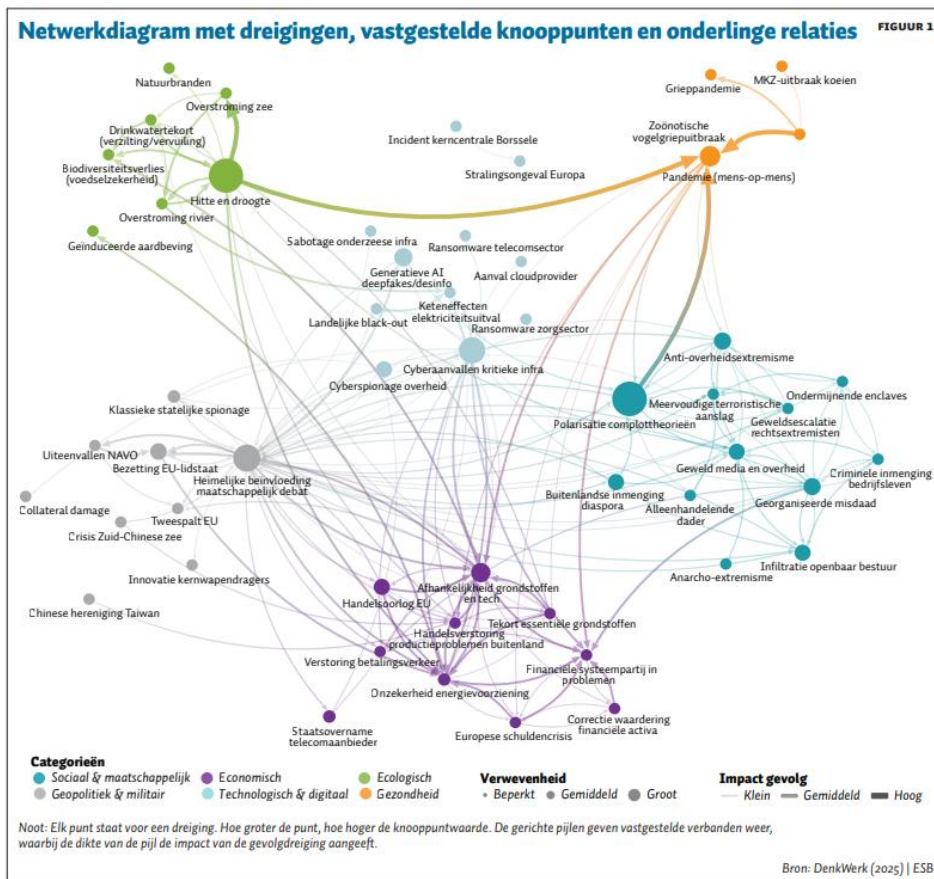 Netwerkdiagram met dreigingen, vastgestelde knooppunten en onderlinge relaties
FIGUUR 1
Natuurbranden
Overstroming zee
Drinkwatertekort
(verzilting/vervuiling)
Biodiversiteitsverlies
(voedselzekerheid)
Hitte en droogte
Overstroming rivier
Geïnduceerde aardbeving
Grieppandemie
MKZ-uitbraak koeien
Zoönotische
vogelgriepuitbraak
Pandemie (mens-op-mens)
Incident kerncentrale Borssele
Stralingsongeval Europa
Sabotage onderzeese infra
Ransomware telecomsector
Generatieve AI
deepfakes/desinfo
Aanval cloudprovider
Keteneffecten
elektriciteitsuitval
Landelijke black-out
Ransomware zorgsector
Cyberaanvallen kritieke infra
Cyberspionage overheid
Anti-overheidsextremisme
Ondermijnende enclaves
Meervoudige terroristische
aanslag
Geweldsescalatie
rechtsextremisten
Polarisatie complottheorieën
Geweld media en overheid
Criminele inmenging
bedrijfsleven
Buitenlandse inmenging
diaspora
Alleenhandelende
dader
Georganiseerde misdaad
Anarcho-extremisme
Infiltratie openbaar bestuur
Klassieke statelijke spionage
Uiteenvallen NAVO
Bezetting EU-lidstaat
Heimelijke beïnvloeding
maatschappelijk debat
Collateral damage
Tweespalt EU
Crisis Zuid-Chinese zee
Innovatie kernwapendragers
Chinese hereniging Taiwan
Afhankelijkheid grondstoffen
en tech
Handelsoorlog EU
Tekort essentiële grondstoffen
Handelsverstoring
productieproblemen buitenland
Verstoring betalingsverkeer
Financiële systeempartij in
problemen
Onzekerheid energievoorziening
Staatsovername
telecomaanbieder
Europese schuldencrisis
Correctie waardering
financiële activa
Categorieën
Sociaal & maatschappelijk
Economisch
Ecologisch
Geopolitiek & militair
Technologisch & digitaal
Gezondheid
Verwevenheid
Beperkt
Gemiddeld
Groot
Impact gevolg
Klein
Gemiddeld
Hoog
Noot: Elk punt staat voor een dreiging. Hoe groter de punt, hoe hoger de knooppuntwaarde. De gerichte pijlen geven vastgestelde verbanden weer,
waarbij de dikte van de pijl de impact van de gevolgdreiging aangeeft.
Bron: DenkWerk (2025) | ESB